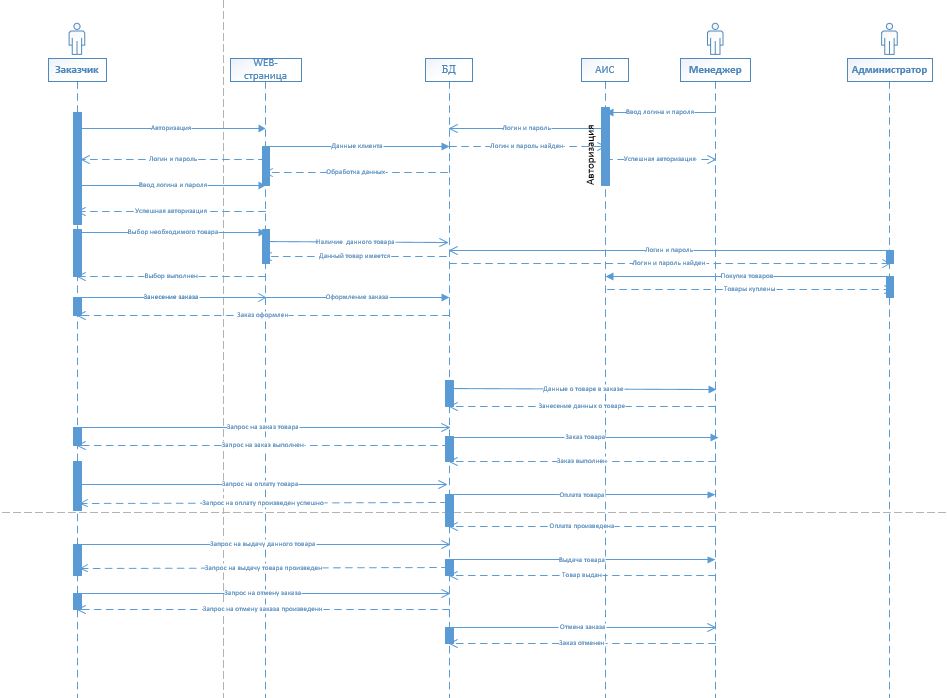 Заказчик
WEB-
страница
БД
АИС
Менеджер
Администратор
Ввод логина и пароля
Авторизация
Логин и пароль
Авторизация
Данные клиента
Логин и пароль найден
Логин и пароль
Успешная авторизация
Обработка данных
Ввод логина и пароля
Успешная авторизация
Выбор необходимого товара
Наличие данного товара
Логин и пароль
Данный товар имеется
Логин и пароль найден
Выбор выполнен
Покупка товаров
Товары куплены
Занесение заказа
Оформление заказа
Заказ оформлен
Данные о товаре в заказе
Занесение данных о товаре
Запрос на заказ товара
Заказ товара
Запрос на заказ выполнен
Заказ выполнен
Запрос на оплату товара
Оплата товара
Запрос на оплату произведен успешно
Оплата произведена
Запрос на выдачу данного товара
Выдача товара
Запрос на выдачу товара произведен
Товар выдан
Запрос на отмену заказа
Запрос на отмену заказа произведени
Отмена заказа
Заказ отменен